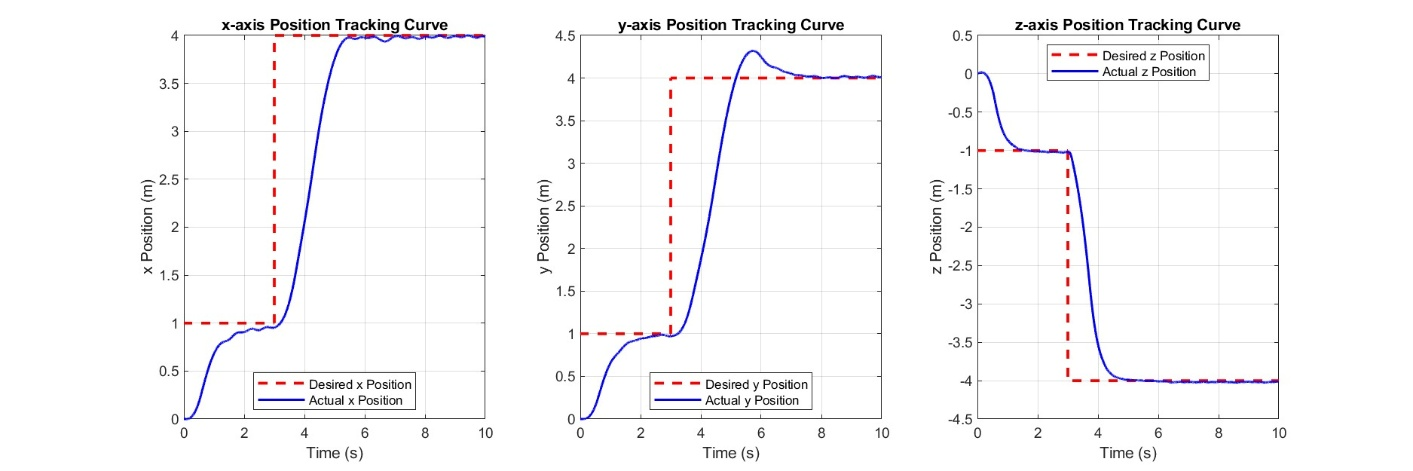 x-axis Position Tracking Curve
4
3.5
3
2.5
2
1.5
1
0.5
0
x Position (m)
Desired x Position
Actual x Position
0 2 4 6 8 10
Time (s)
y-axis Position Tracking Curve
4.5
4
3.5
3
2.5
2
1.5
1
0.5
0
y Position (m)
Desired y Position
Actual y Position
0 2 4 6 8 10
Time (s)
z-axis Position Tracking Curve
0.5
0
-0.5
-1
-1.5
-2
-2.5
-3
-3.5
-4
-4.5
z Position (m)
Desired z Position
Actual z Position
0 2 4 6 8 10
Time (s)